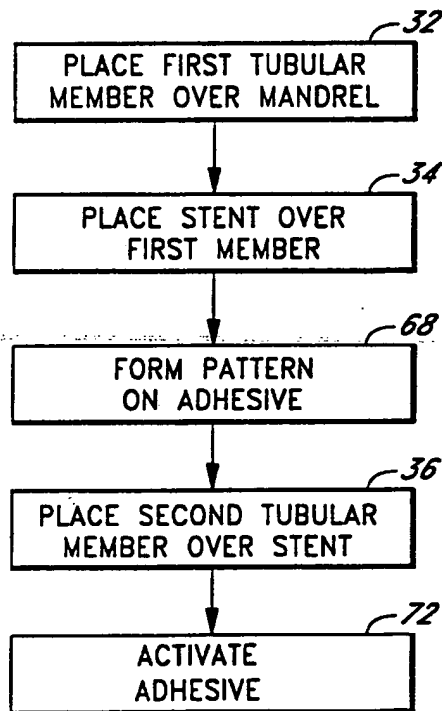 32
PLACE FIRST TUBULAR
MEMBER OVER MANDREL
34
PLACE STENT OVER
FIRST MEMBER
68
FORM PATTERN
ON ADHESIVE
36
PLACE SECOND TUBULAR
MEMBER OVER STENT
72
ACTIVATE
ADHESIVE